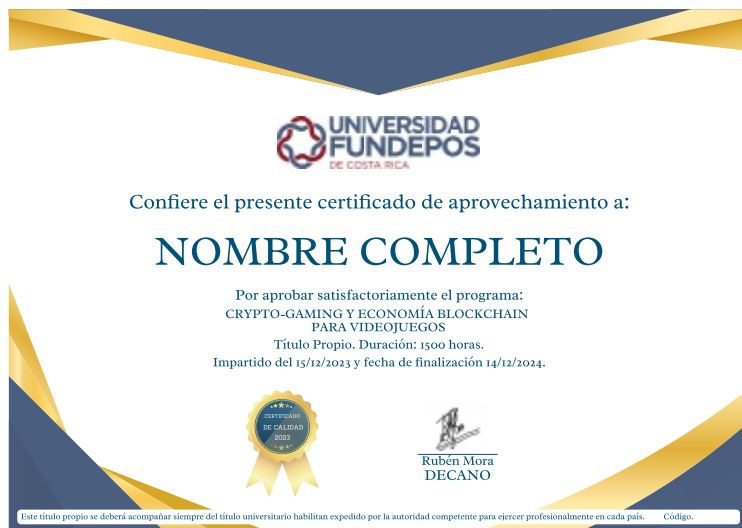 UNIVERSIDAD
FUNDEPOS
DE COSTA RICA
Confiere el presente certificado de aprovechamiento a:
NOMBRE COMPLETO
Por aprobar satisfactoriamente el programa:
CRYPTO-GAMING Y ECONOMÍA BLOCKCHAIN
PARA VIDEOJUEGOS
Título Propio. Duración: 1500 horas.
Impartido del 15/12/2023 y fecha de finalización 14/12/2024.
CERTIFICADO
DE CALIDAD
2023
Rubén Mora
DECANO
Este título propio se deberá acompañar siempre del título universitario habilitan expedido por la autoridad competente para ejercer profesionalmente en cada país. Código.